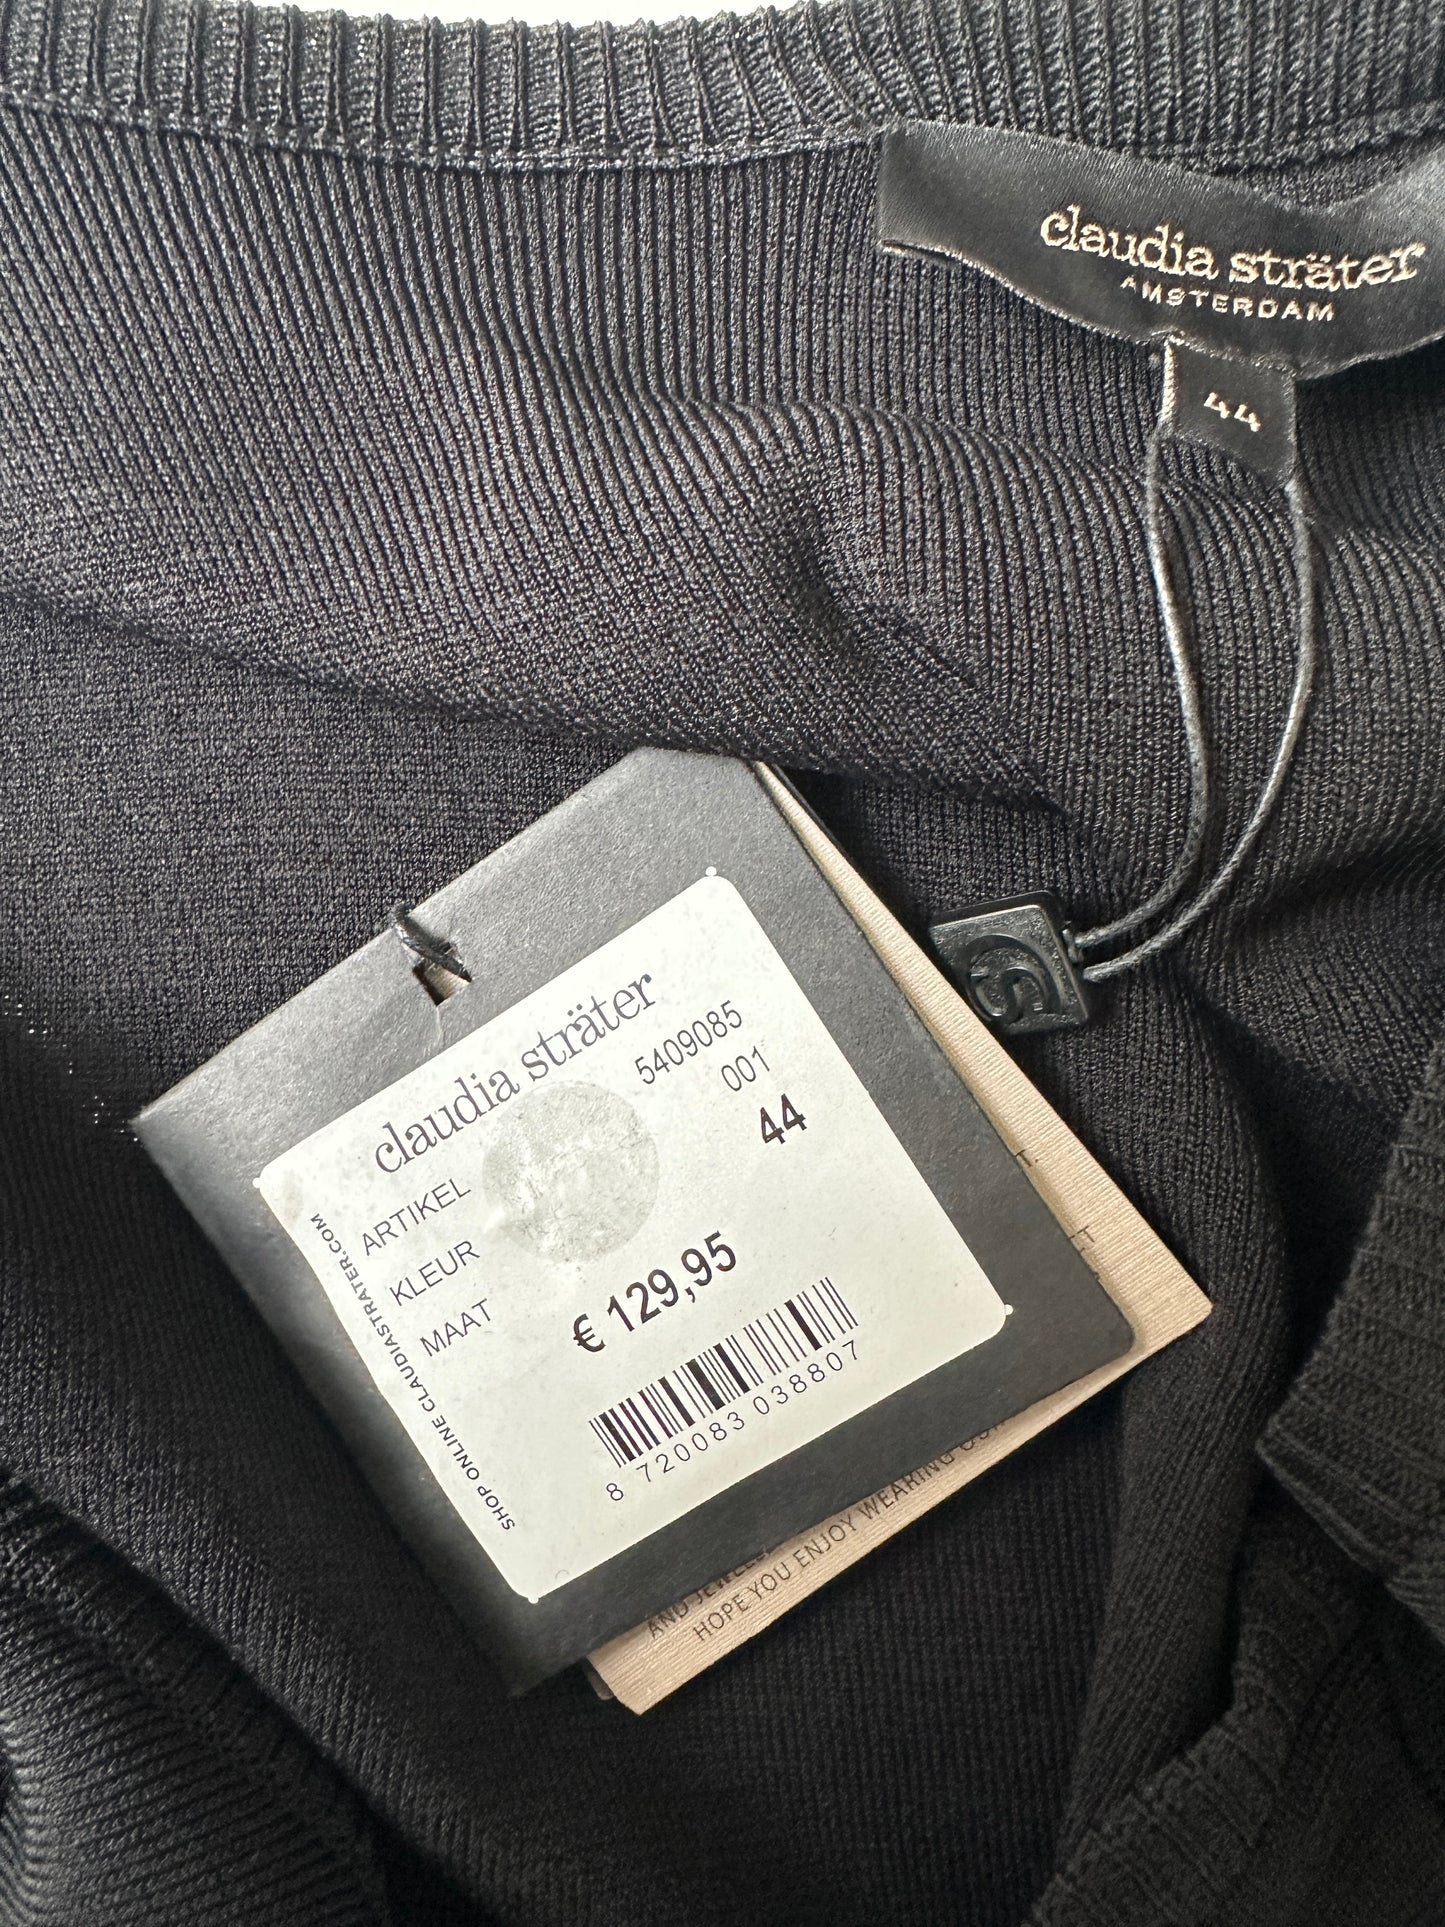 claudia sträter
AMSTERDAM
44
claudia sträter
ARTIKEL 5409085
KLEUR 001
MAAT 44
€ 129,95
8 720083 038807
SHOP ONLINE CLAUDIASTRATER.COM
AND
HOPE YOU ENJOY WEARING